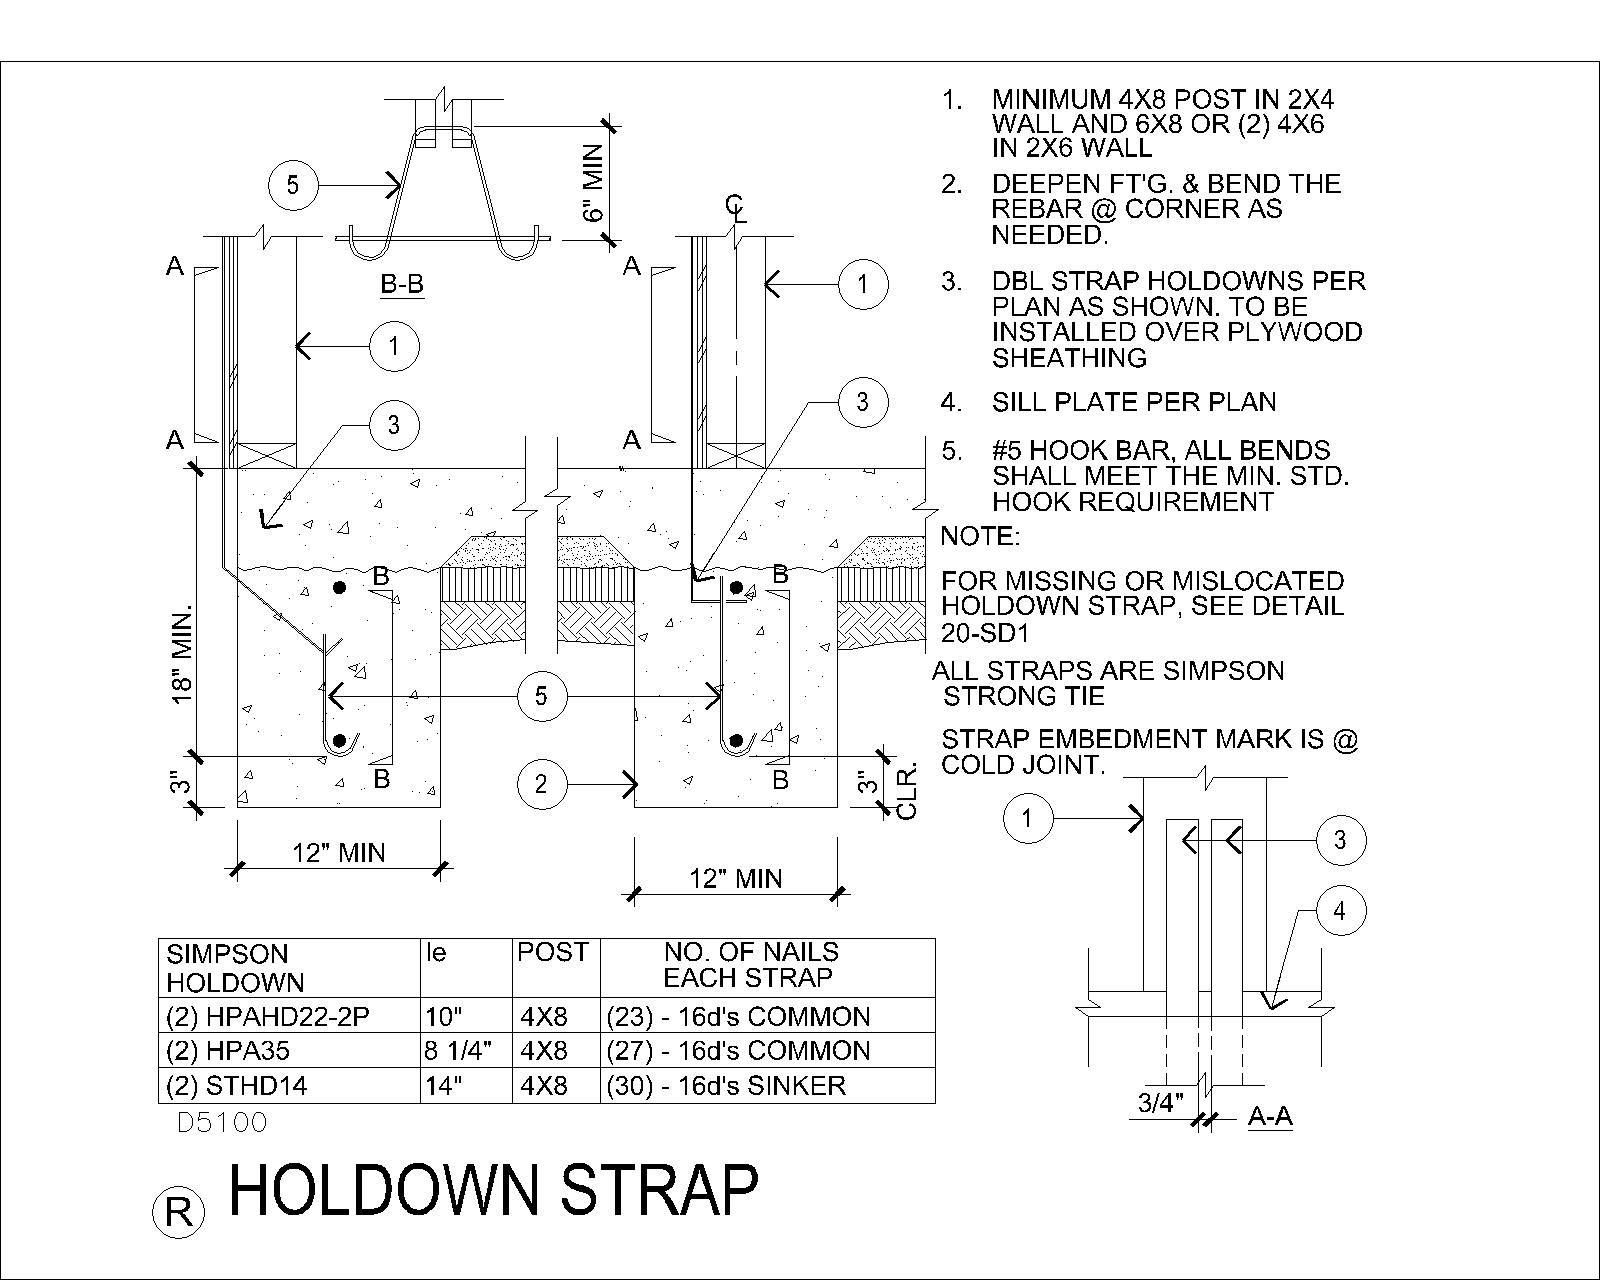 1. MINIMUM 4X8 POST IN 2X4
WALL AND 6X8 OR (2) 4X6
IN 2X6 WALL
2. DEEPEN FT'G. & BEND THE
REBAR @ CORNER AS
NEEDED.
3. DBL STRAP HOLDOWNS PER
PLAN AS SHOWN. TO BE
INSTALLED OVER PLYWOOD
SHEATHING
4. SILL PLATE PER PLAN
5. #5 HOOK BAR, ALL BENDS
SHALL MEET THE MIN. STD.
HOOK REQUIREMENT
NOTE:
FOR MISSING OR MISLOCATED
HOLDOWN STRAP, SEE DETAIL
20-SD1
ALL STRAPS ARE SIMPSON
STRONG TIE
STRAP EMBEDMENT MARK IS @
COLD JOINT.
5
6" MIN
B-B
CL
A
A
1
1
3
3
A
A
B
B
18" MIN.
5
B
B
3"
2
3"
CLR.
12" MIN
12" MIN
1
3
4
3/4"
A-A
SIMPSON
HOLDOWN
le
POST
NO. OF NAILS
EACH STRAP
(2) HPAHD22-2P 10" 4X8 (23) - 16d's COMMON
(2) HPA35 8 1/4" 4X8 (27) - 16d's COMMON
(2) STHD14 14" 4X8 (30) - 16d's SINKER
D5100
R HOLDOWN STRAP